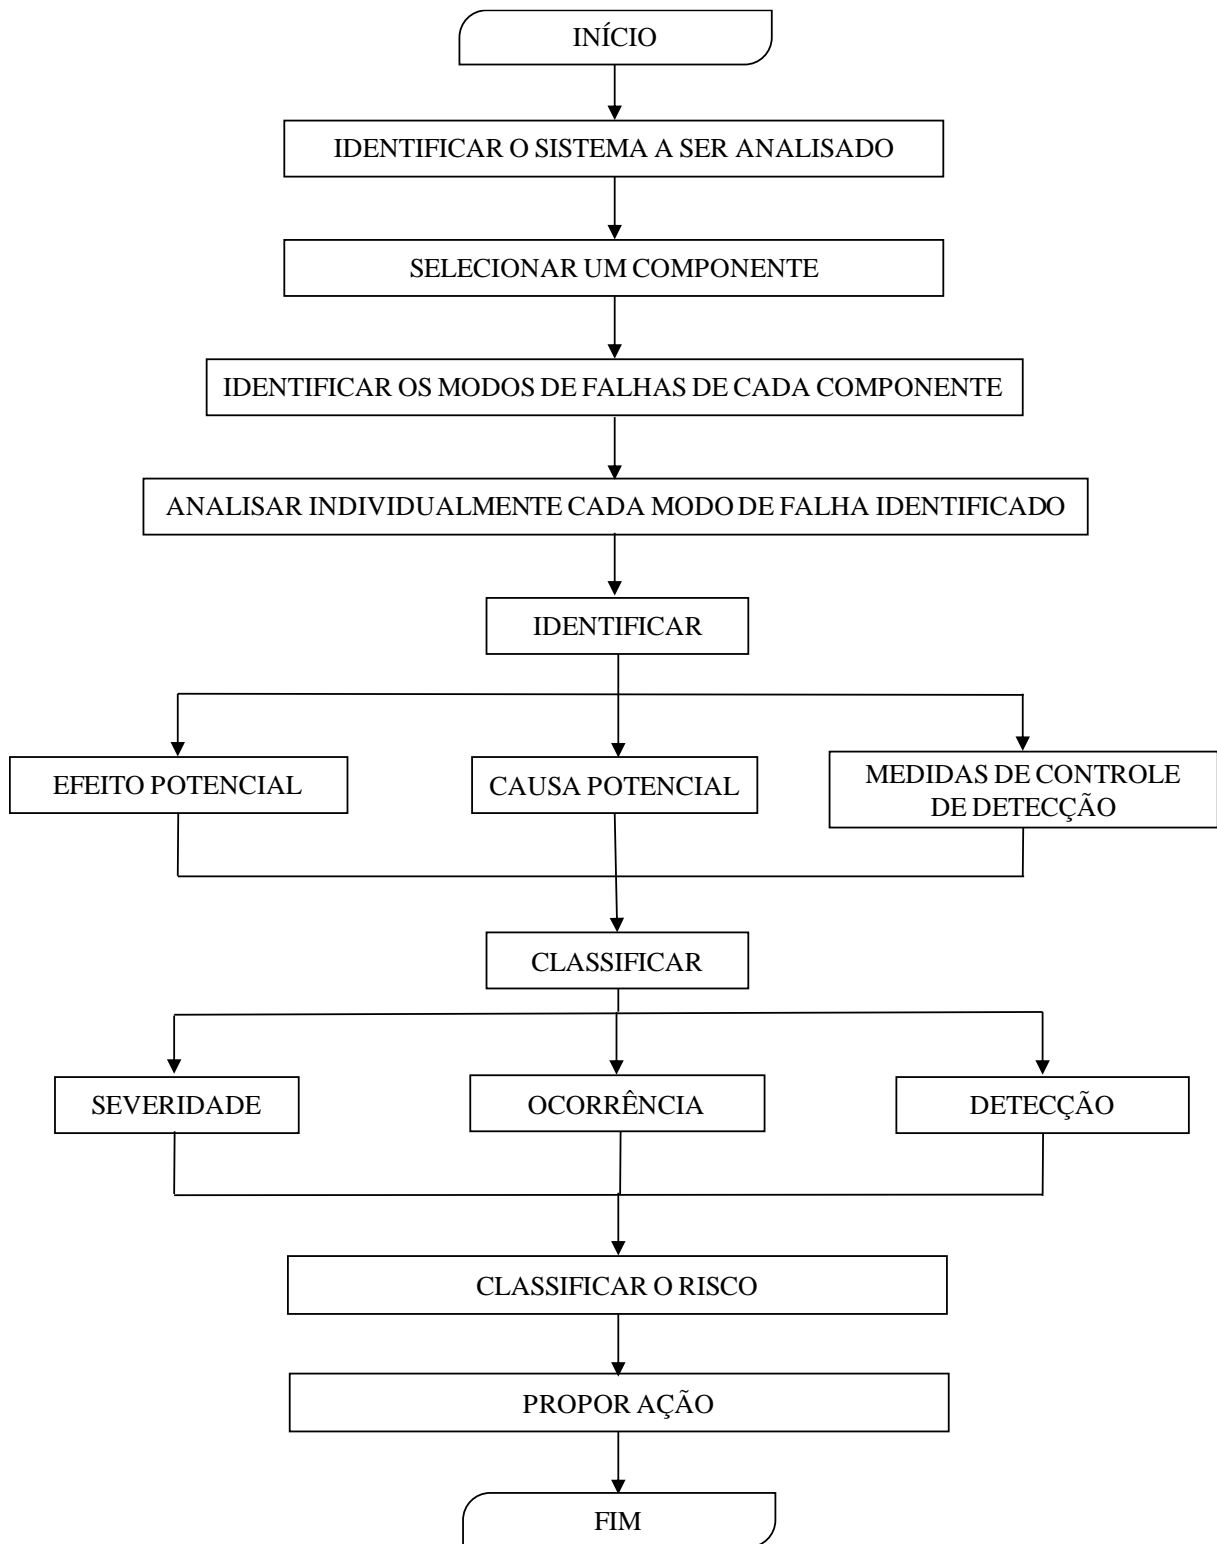 INÍCIO
IDENTIFICAR O SISTEMA A SER ANALISADO
SELECIONAR UM COMPONENTE
IDENTIFICAR OS MODOS DE FALHAS DE CADA COMPONENTE
ANALISAR INDIVIDUALMENTE CADA MODO DE FALHA IDENTIFICADO
IDENTIFICAR
EFEITO POTENCIAL
CAUSA POTENCIAL
MEDIDAS DE CONTROLE
DE DETECÇÃO
CLASSIFICAR
SEVERIDADE
OCORRÊNCIA
DETECÇÃO
CLASSIFICAR O RISCO
PROPOR AÇÃO
FIM